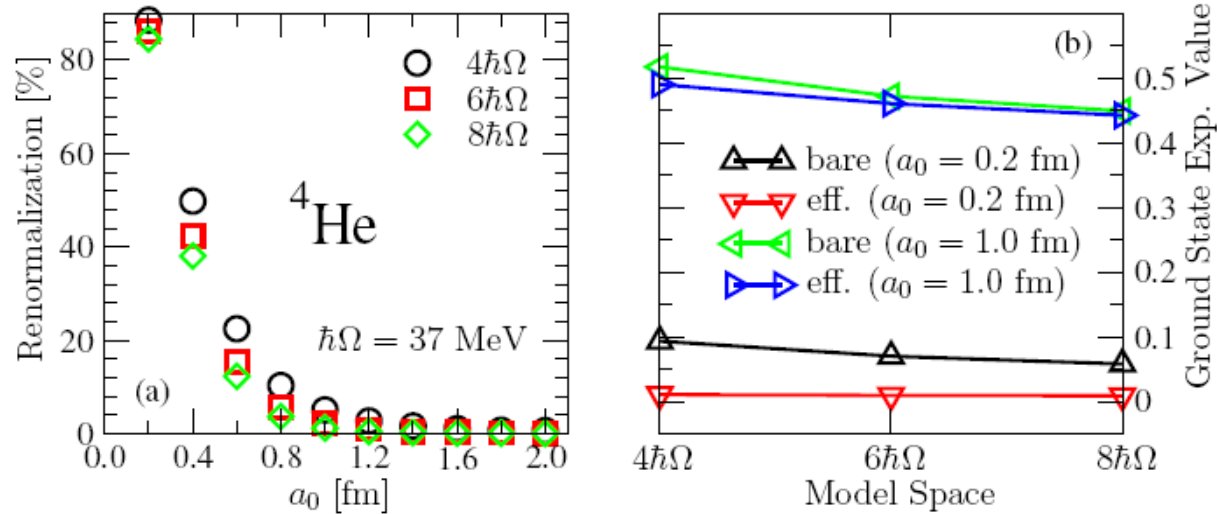 Renormalization [%]
80
60
40
20
0
0.0 0.4 0.8 1.2 1.6 2.0
a₀ [fm]
4ħΩ
6ħΩ
8ħΩ
⁴He
ħΩ = 37 MeV
(a)
(b)
bare (a₀ = 0.2 fm)
eff. (a₀ = 0.2 fm)
bare (a₀ = 1.0 fm)
eff. (a₀ = 1.0 fm)
0.5
0.4
0.3
0.2
0.1
0
Ground State Exp. Value
4ħΩ 6ħΩ 8ħΩ
Model Space